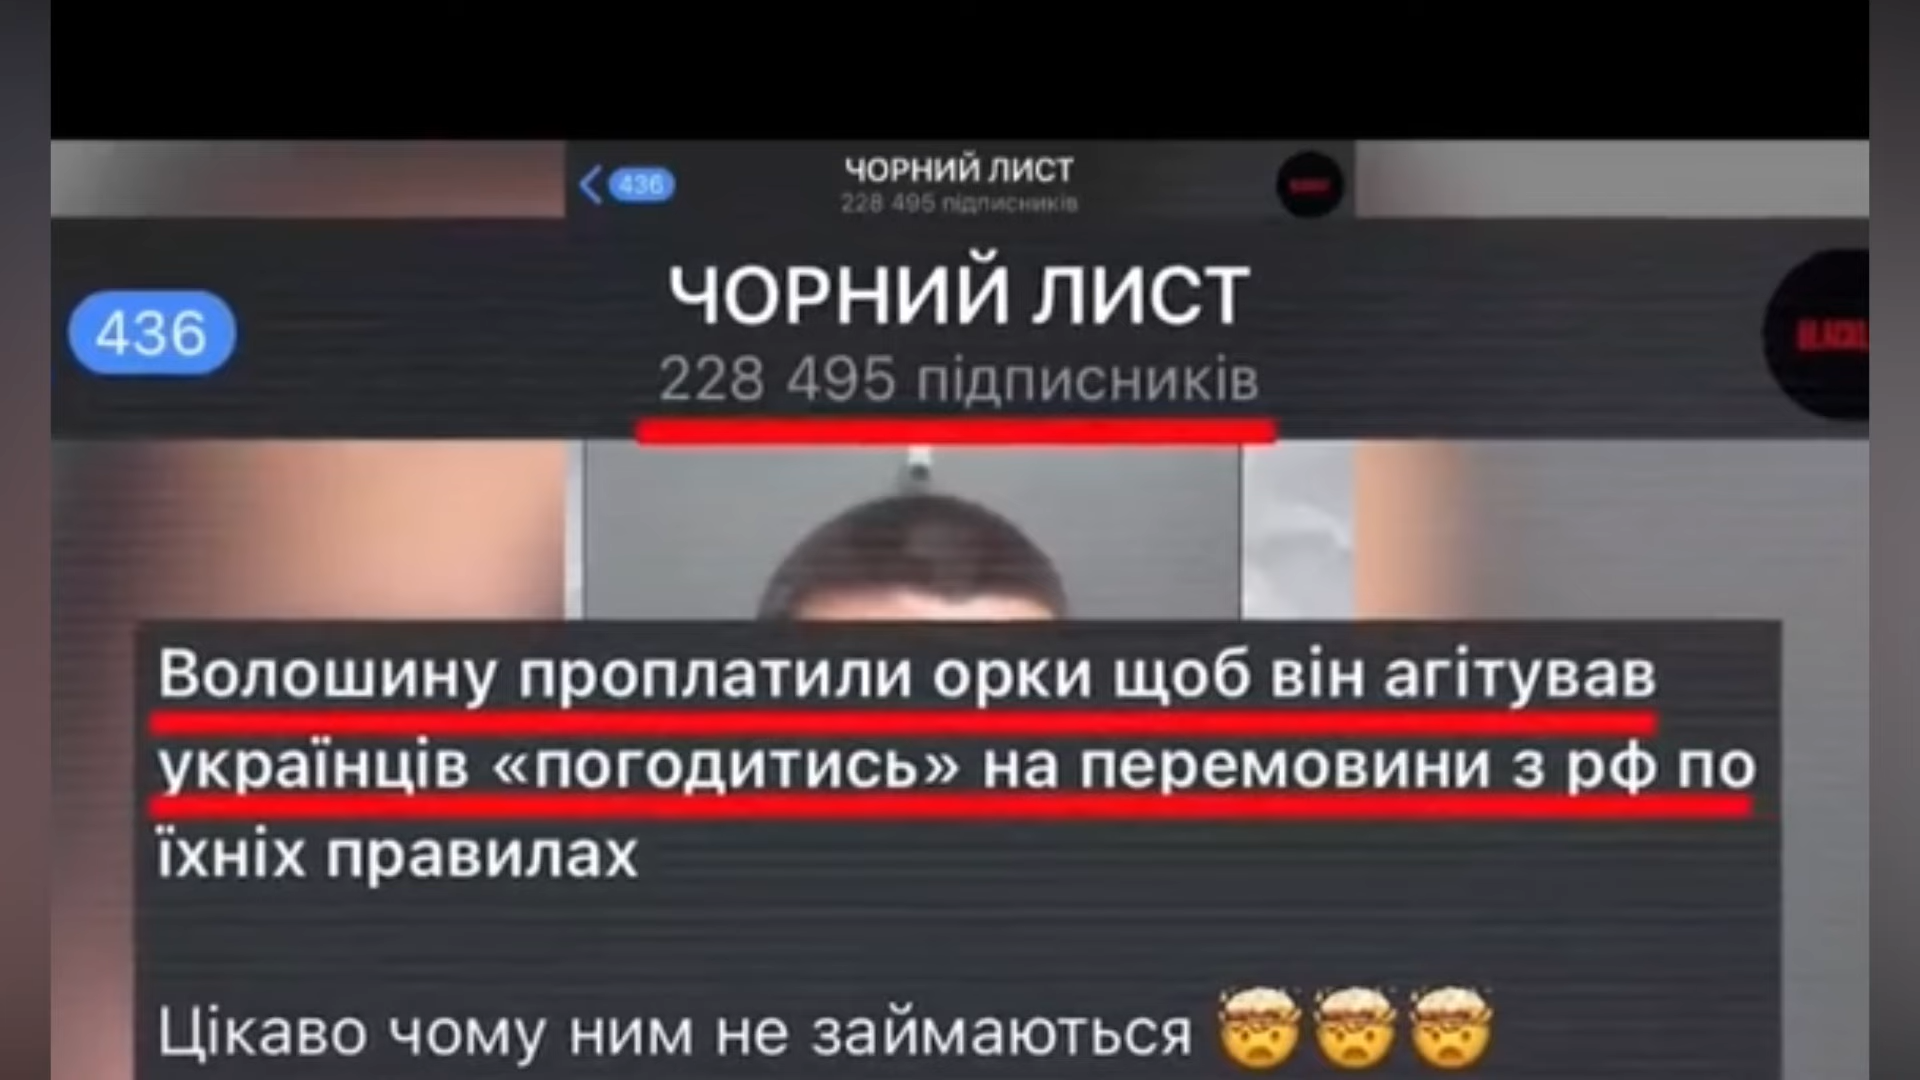 436
ЧОРНИЙ ЛИСТ
228 495 підписників
436
ЧОРНИЙ ЛИСТ
228 495 підписників
Волошину проплатили орки щоб він агітував
українців «погодитись» на перемовини з рф по
їхніх правилах
Цікаво чому ним не займаються 🤯🤯🤯